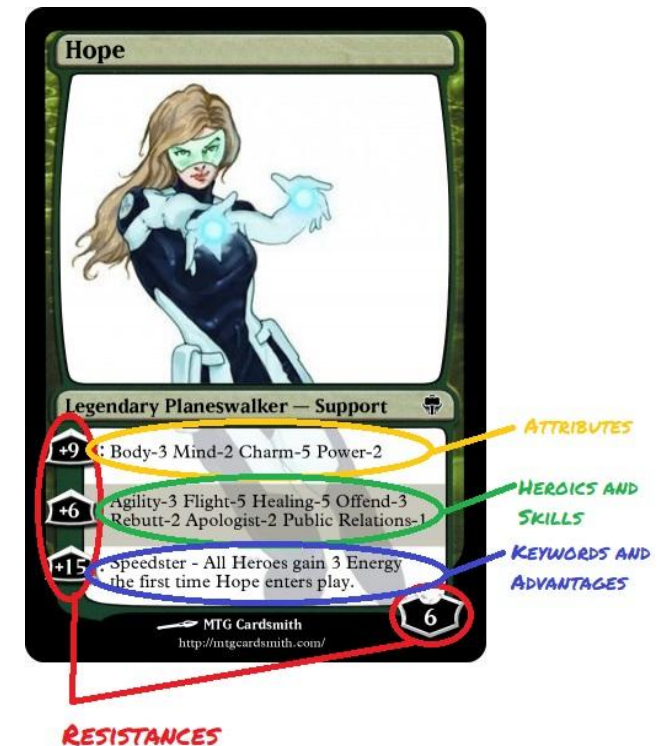 Hope
Legendary Planeswalker — Support
+9 : Body-3 Mind-2 Charm-5 Power-2
ATTRIBUTES
+6 Agility-3 Flight-5 Healing-5 Offend-3
Rebutt-2 Apologist-2 Public Relations-1
HEROICS AND
SKILLS
+15 : Speedster - All Heroes gain 3 Energy
the first time Hope enters play.
KEYWORDS AND
ADVANTAGES
6
MTG Cardsmith
http://mtgcardsmith.com/
RESISTANCES